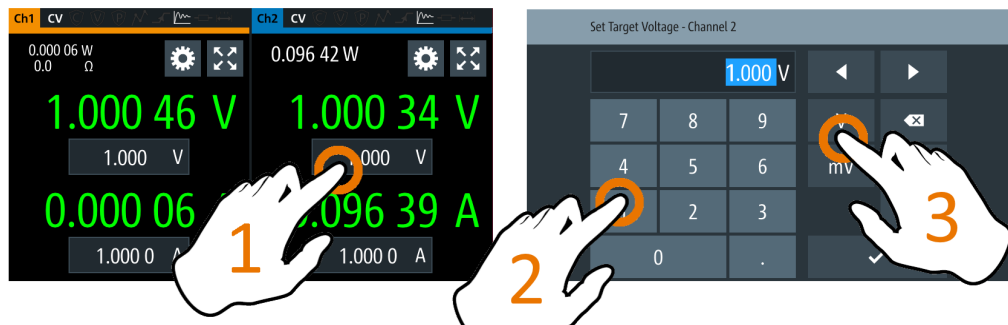 Ch1 CV C/V C/P
Ch2 CV C/V C/P
0.000 06 W
0.0 Ω
0.096 42 W
1.000 46 V
1.000 34 V
1.000 V
V
0.000 06
.096 39 A
1.000 0 A
1.000 0 A
1
2
3
Set Target Voltage - Channel 2
1.000 V
7 8 9
4 5 6
mV
2 3
0 .